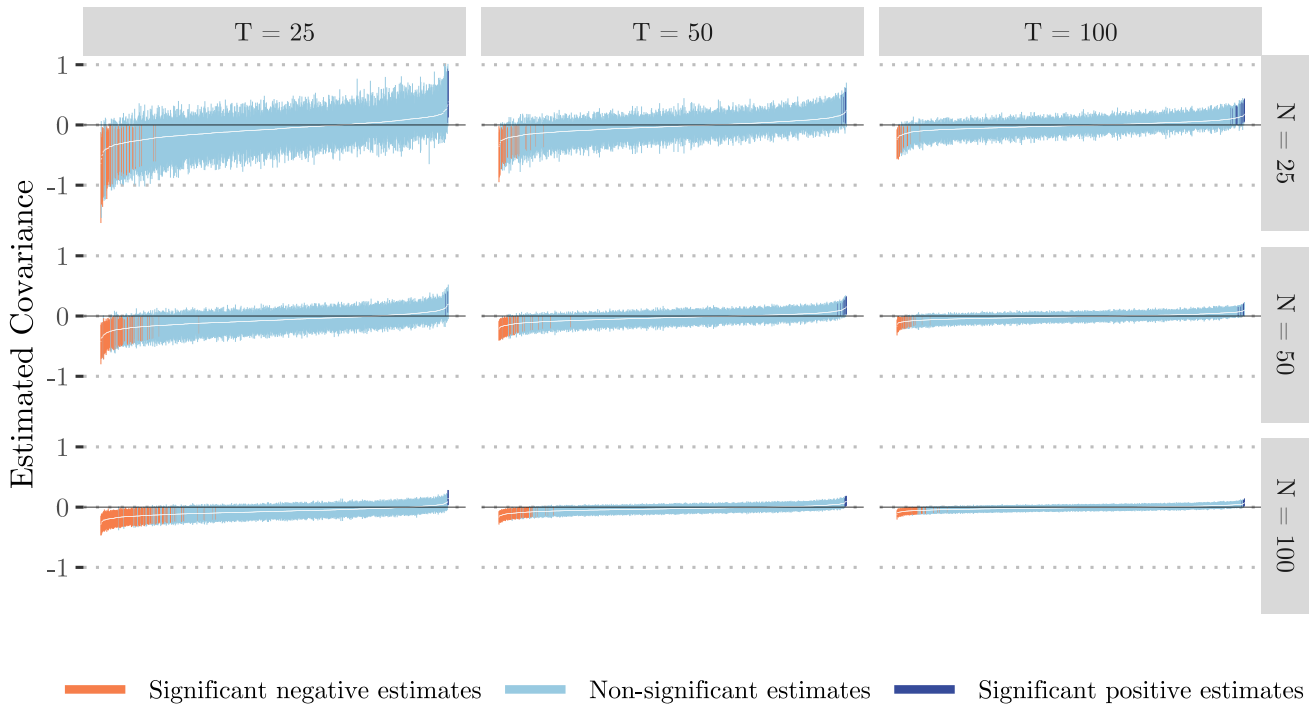 T = 25
T = 50
T = 100
Estimated Covariance
1
0
-1
N = 25
1
0
-1
N = 50
1
0
-1
N = 100
Significant negative estimates
Non-significant estimates
Significant positive estimates